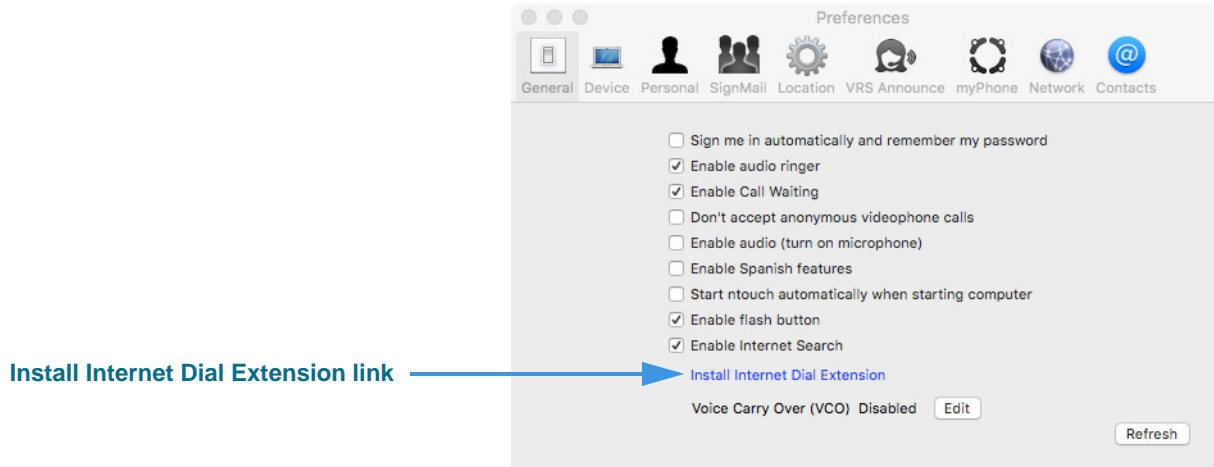 Preferences
General Device Personal SignMail Location VRS Announce myPhone Network Contacts
Sign me in automatically and remember my password
Enable audio ringer
Enable Call Waiting
Don't accept anonymous videophone calls
Enable audio (turn on microphone)
Enable Spanish features
Start ntouch automatically when starting computer
Enable flash button
Enable Internet Search
Install Internet Dial Extension link
Install Internet Dial Extension
Voice Carry Over (VCO) Disabled Edit
Refresh